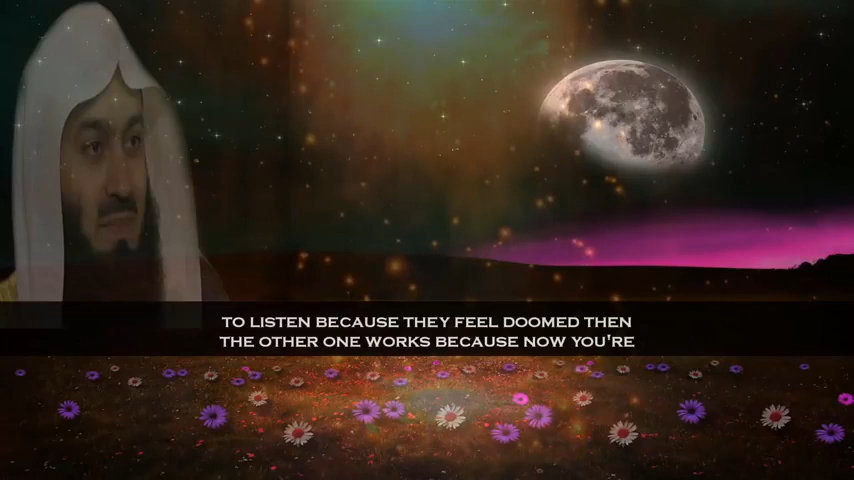 TO LISTEN BECAUSE THEY FEEL DOOMED THEN
THE OTHER ONE WORKS BECAUSE NOW YOU'RE